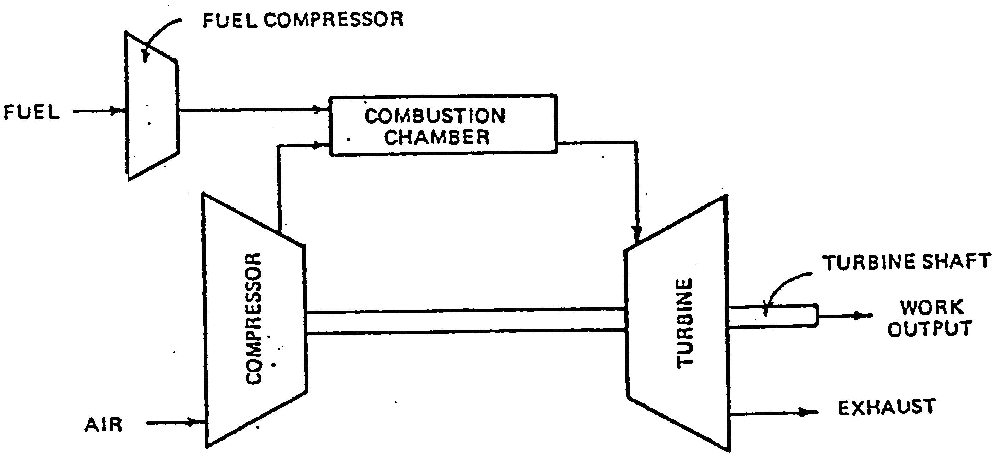 FUEL COMPRESSOR
FUEL
COMBUSTION
CHAMBER
COMPRESSOR
TURBINE
TURBINE SHAFT
WORK
OUTPUT
AIR
EXHAUST